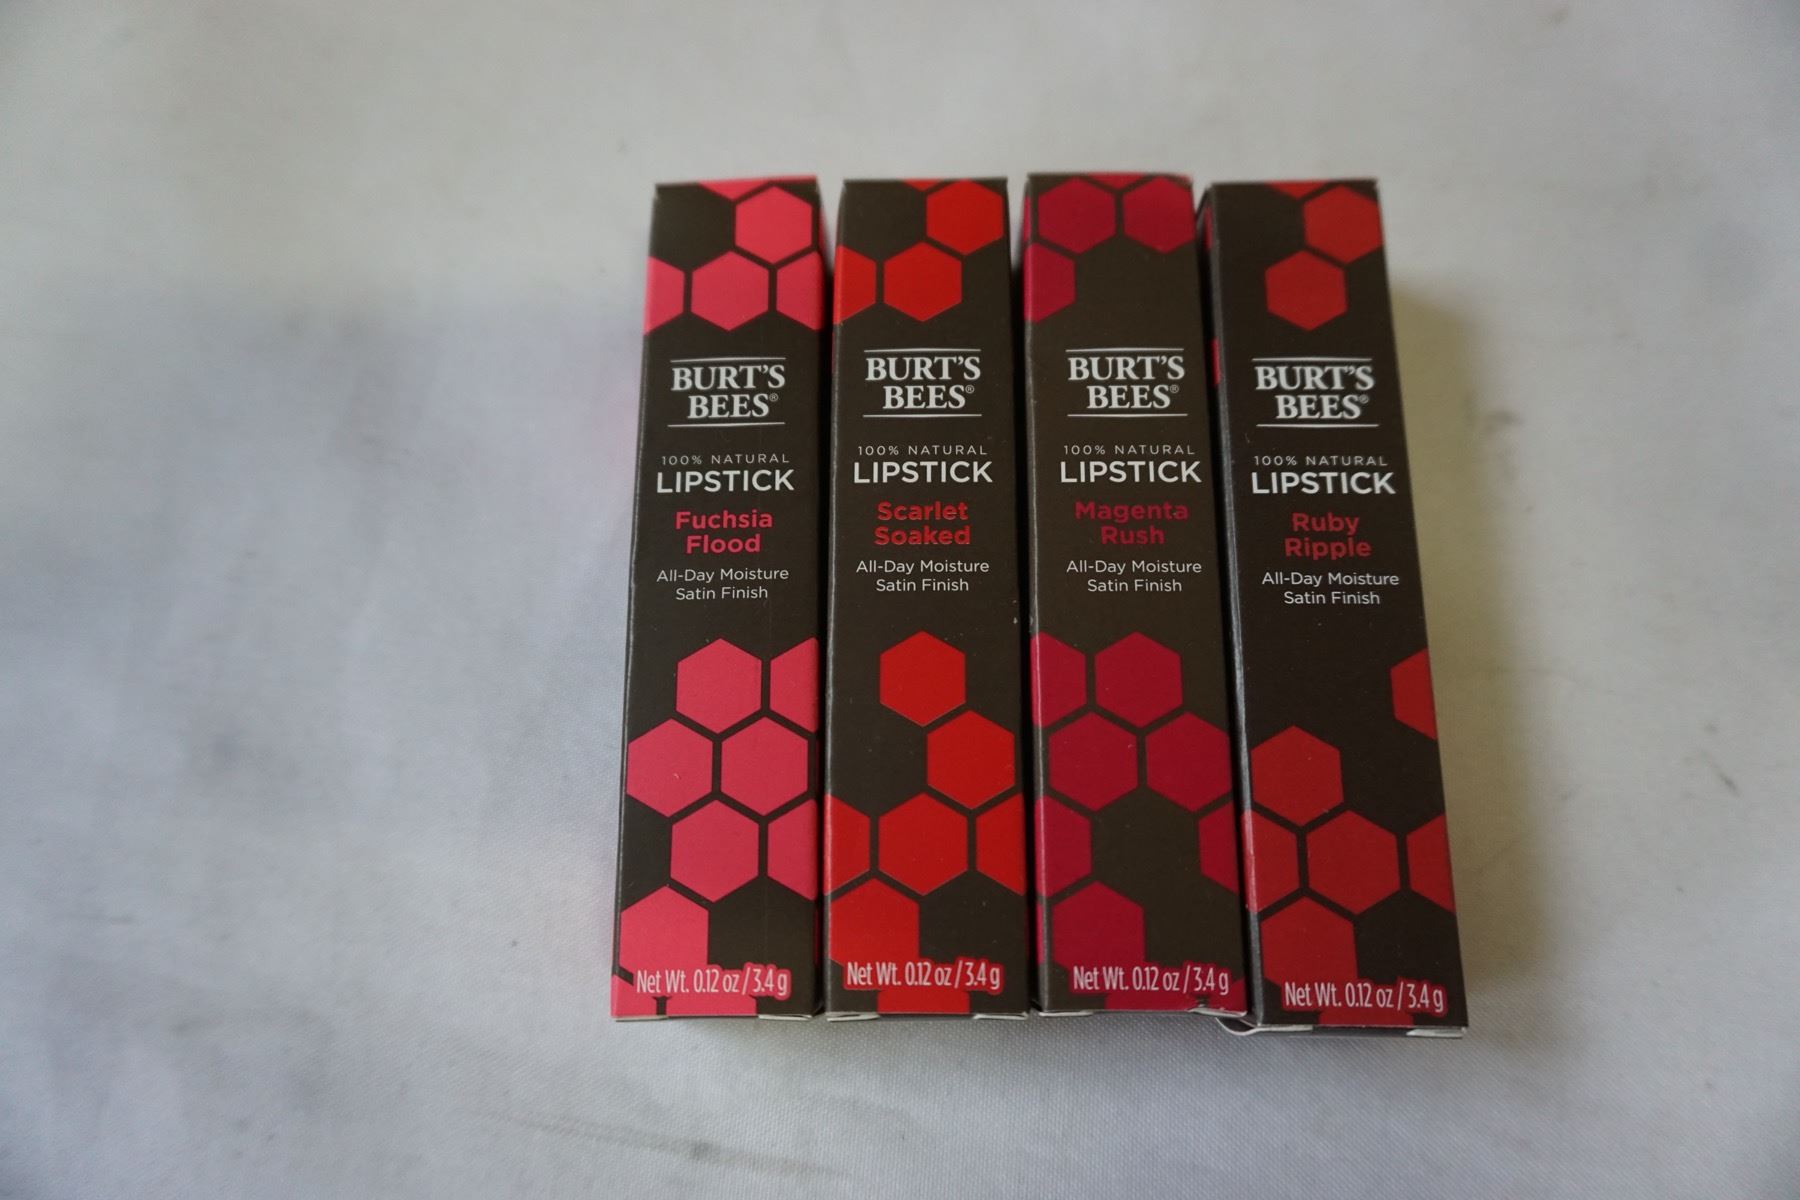 BURT'S
BEES®
100% NATURAL
LIPSTICK
Fuchsia
Flood
All-Day Moisture
Satin Finish
Net Wt. 0.12 oz / 3.4 g
BURT'S
BEES®
100% NATURAL
LIPSTICK
Scarlet
Soaked
All-Day Moisture
Satin Finish
Net Wt. 0.12 oz / 3.4 g
BURT'S
BEES®
100% NATURAL
LIPSTICK
Magenta
Rush
All-Day Moisture
Satin Finish
Net Wt. 0.12 oz / 3.4 g
BURT'S
BEES®
100% NATURAL
LIPSTICK
Ruby
Ripple
All-Day Moisture
Satin Finish
Net Wt. 0.12 oz / 3.4 g